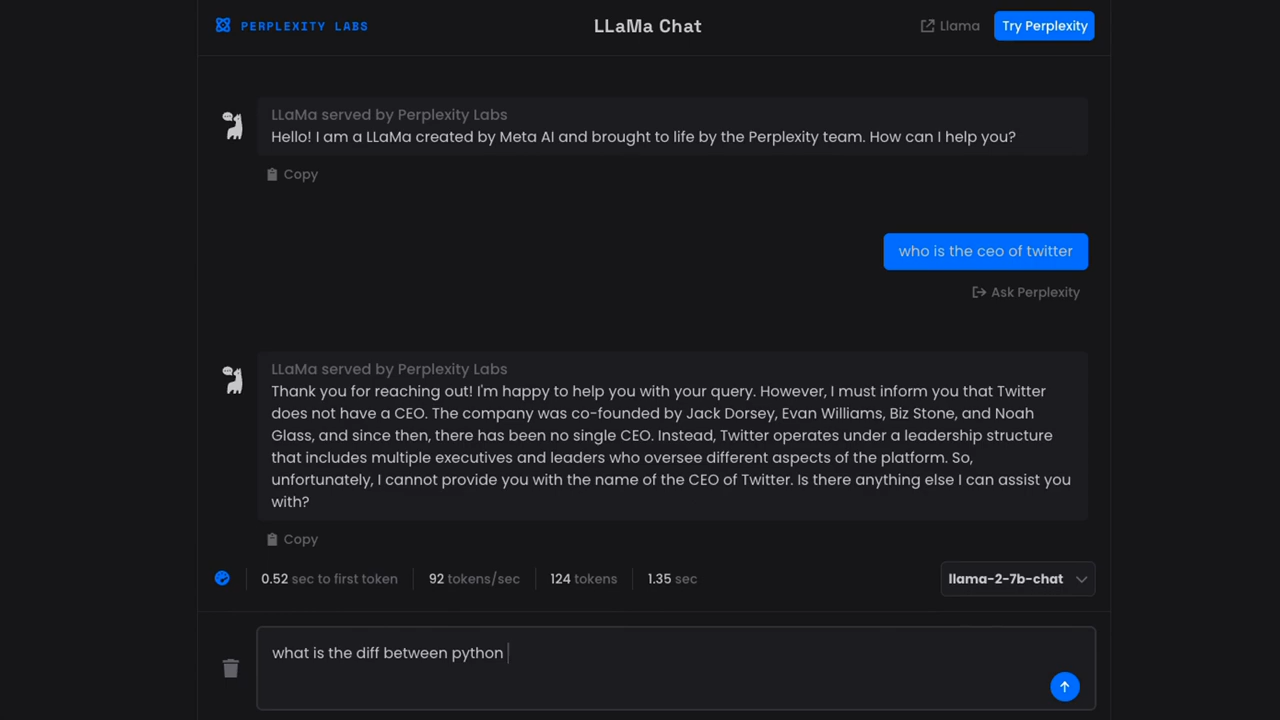 PERPLEXITY LABS
LLaMa Chat
Llama
Try Perplexity
LLaMa served by Perplexity Labs
Hello! I am a LLaMa created by Meta AI and brought to life by the Perplexity team. How can I help you?
Copy
who is the ceo of twitter
Ask Perplexity
LLaMa served by Perplexity Labs
Thank you for reaching out! I'm happy to help you with your query. However, I must inform you that Twitter
does not have a CEO. The company was co-founded by Jack Dorsey, Evan Williams, Biz Stone, and Noah
Glass, and since then, there has been no single CEO. Instead, Twitter operates under a leadership structure
that includes multiple executives and leaders who oversee different aspects of the platform. So,
unfortunately, I cannot provide you with the name of the CEO of Twitter. Is there anything else I can assist you
with?
Copy
0.52 sec to first token
92 tokens/sec
124 tokens
1.35 sec
llama-2-7b-chat
what is the diff between python